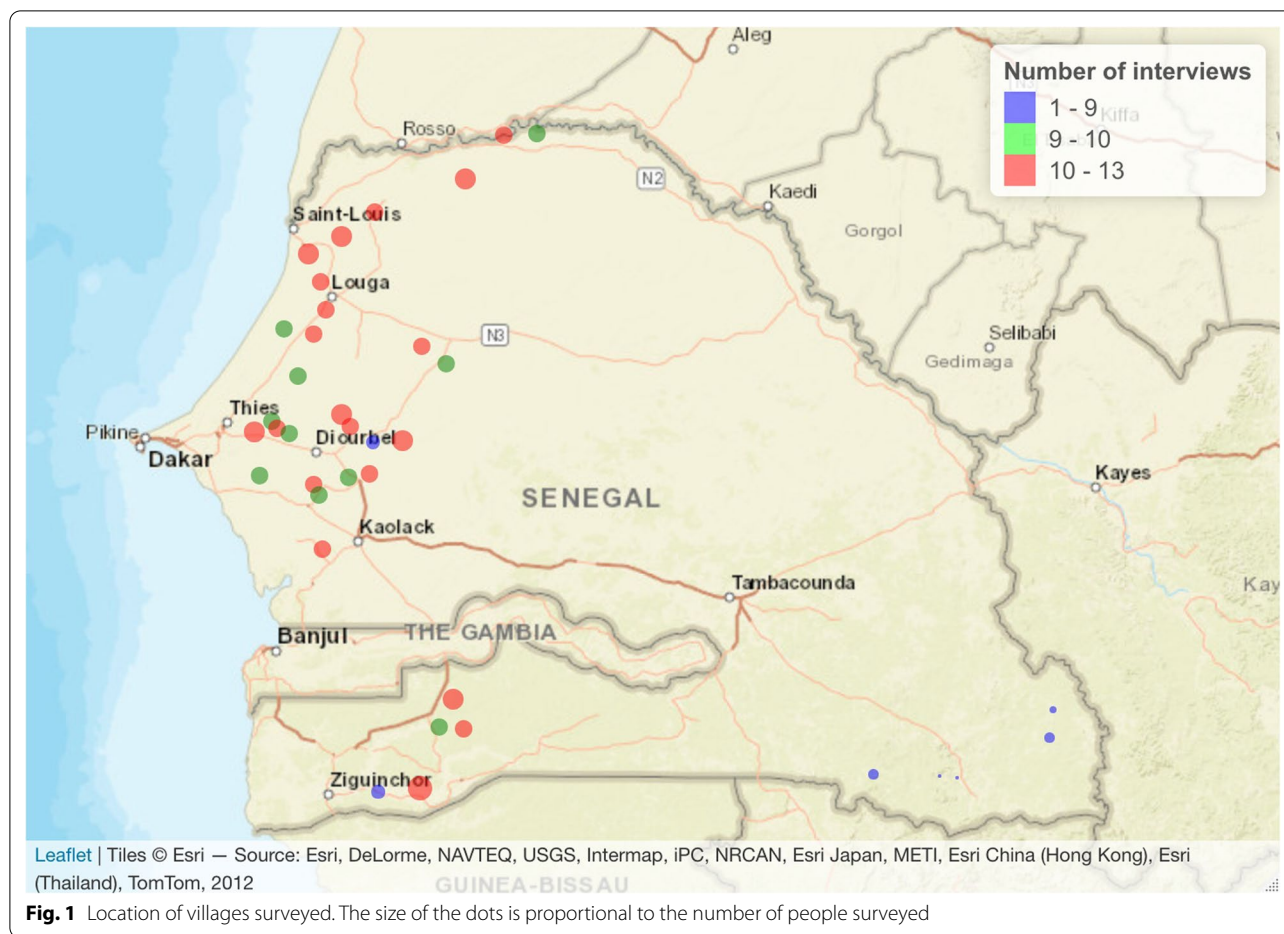 Aleg
Number of interviews
1 - 9
Kiffa
9 - 10
10 - 13
Rosso
N2
Kaedi
Saint-Louis
Gorgol
Louga
N3
Selibabi
Gedimaga
Thies
Pikine
Diourbel
Dakar
Kayes
SENEGAL
Kaolack
Tambacounda
Kay
Banjul
THE GAMBIA
Ziguinchor
Leaflet | Tiles © Esri — Source: Esri, DeLorme, NAVTEQ, USGS, Intermap, iPC, NRCAN, Esri Japan, METI, Esri China (Hong Kong), Esri
(Thailand), TomTom, 2012
GUINEA-BISSAU
Fig. 1 Location of villages surveyed. The size of the dots is proportional to the number of people surveyed